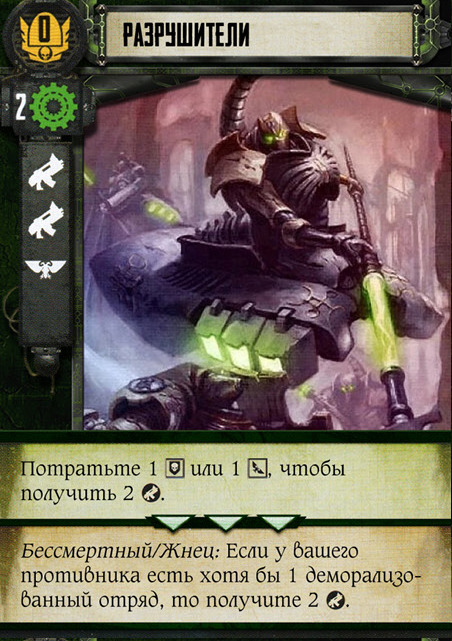 0
РАЗРУШИТЕЛИ
2
Потратьте 1 или 1 , чтобы
получить 2 .
Бессмертный/Жнец: Если у вашего
противника есть хотя бы 1 деморализо-
ванный отряд, то получите 2 .